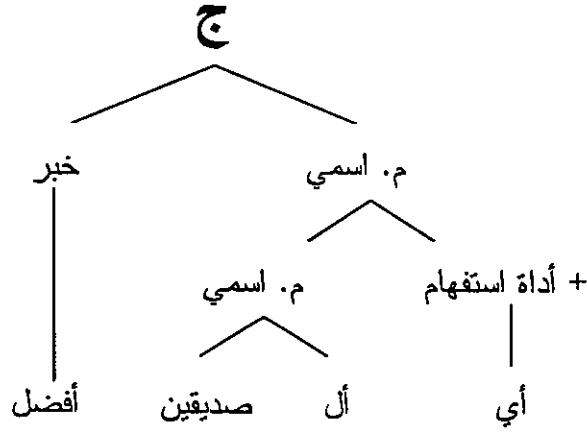 ج
م. اسمي خبر
+ أداة استفهام م. اسمي
أي أل صديقين أفضل